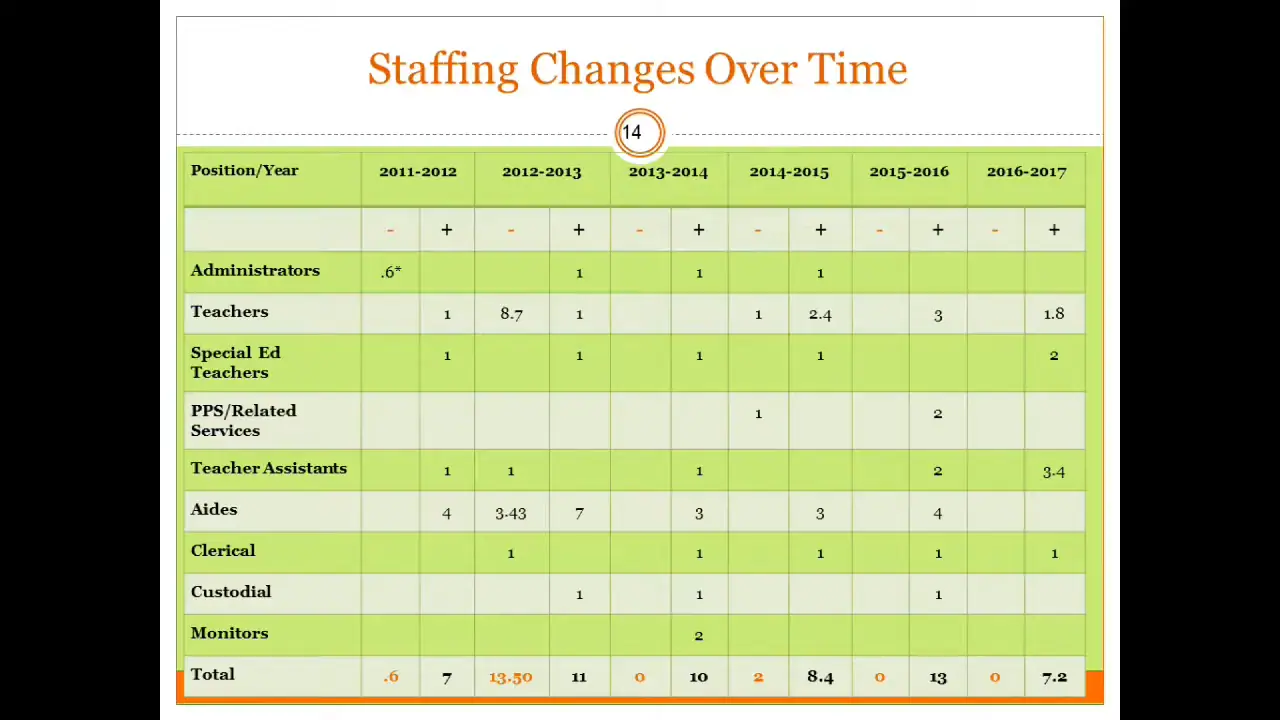 Staffing Changes Over Time
14
Position/Year 2011-2012 2012-2013 2013-2014 2014-2015 2015-2016 2016-2017
- + - + - + - + - + - +
Administrators .6* 1 1 1
Teachers 1 8.7 1 1 2.4 3 1.8
Special Ed Teachers 1 1 1 1 2
PPS/Related Services 1 2
Teacher Assistants 1 1 1 2 3.4
Aides 4 3.43 7 3 3 4
Clerical 1 1 1 1 1
Custodial 1 1 1
Monitors 2
Total .6 7 13.50 11 0 10 2 8.4 0 13 0 7.2